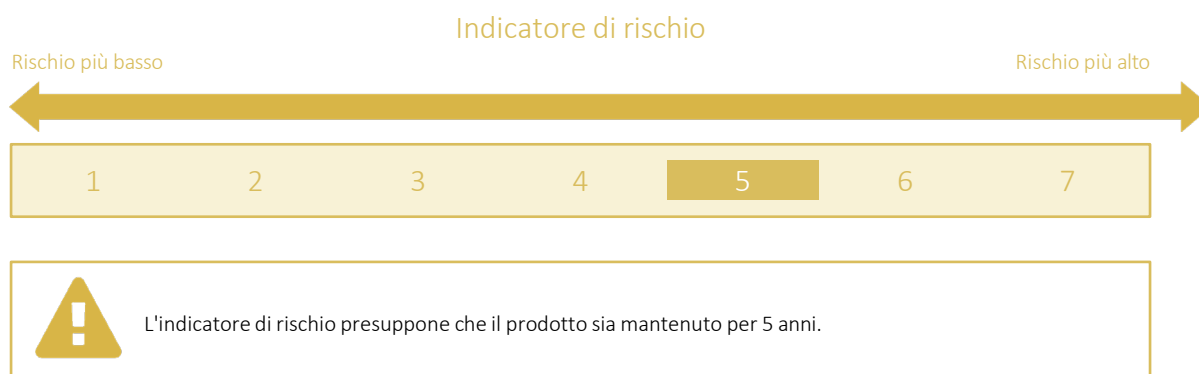 Indicatore di rischio
Rischio più basso Rischio più alto
1 2 3 4 5 6 7
L'indicatore di rischio presuppone che il prodotto sia mantenuto per 5 anni.